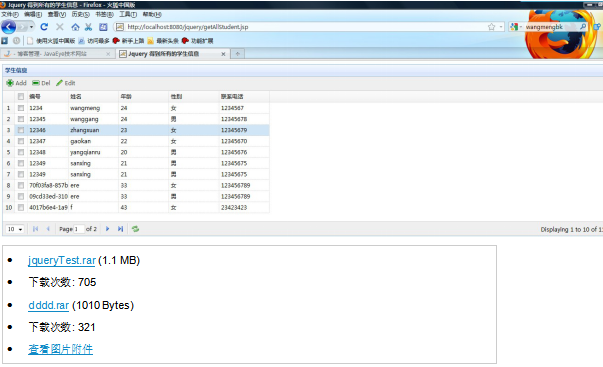 Jquery 得到所有的学生信息 - Firefox - 火狐中国版
文件(F) 编辑(E) 查看(V) 历史(S) 书签(B) 工具(T) 帮助(H)
http://localhost:8080/jquery/getAllStudent.jsp wangmengbk
使用火狐中国版 访问最多 新手上路 最新头条 功能扩展
博客管理- JavaEye技术网站 Jquery 得到所有的学生信息
学生信息
Add Del Edit
编号 姓名 年龄 性别 联系电话
1 1234 wangmeng 24 女 1234567
2 12345 wanggang 24 男 12345678
3 12346 zhangxuan 23 女 12345679
4 12347 gaokan 22 女 12345670
5 12348 yangqianru 20 男 12345676
6 12349 sanxing 21 男 12345675
7 12349 sanxing 21 男 12345675
8 70f03fa8-857b ere 33 女 123456789
9 09cd33ed-310 ere 33 男 123456789
10 4017b6e4-1a9 f 43 女 23423423
10 Page 1 of 2 Displaying 1 to 10 of 1
jqueryTest.rar (1.1 MB)
下载次数: 705
dddd.rar (1010 Bytes)
下载次数: 321
查看图片附件